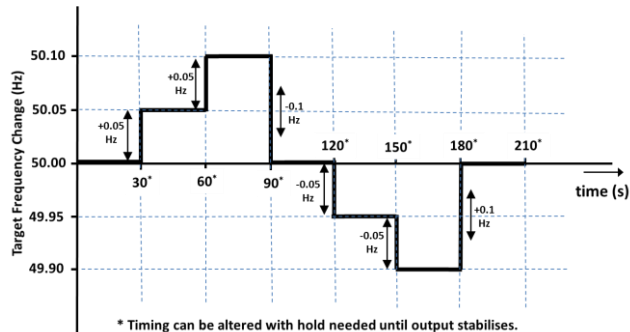 Target Frequency Change (Hz)
50.10
50.05
50.00
49.95
49.90
+0.05
Hz
+0.05
Hz
-0.1
Hz
-0.05
Hz
-0.05
Hz
+0.1
Hz
30*
60*
90*
120*
150*
180*
210*
time (s)
* Timing can be altered with hold needed until output stabilises.